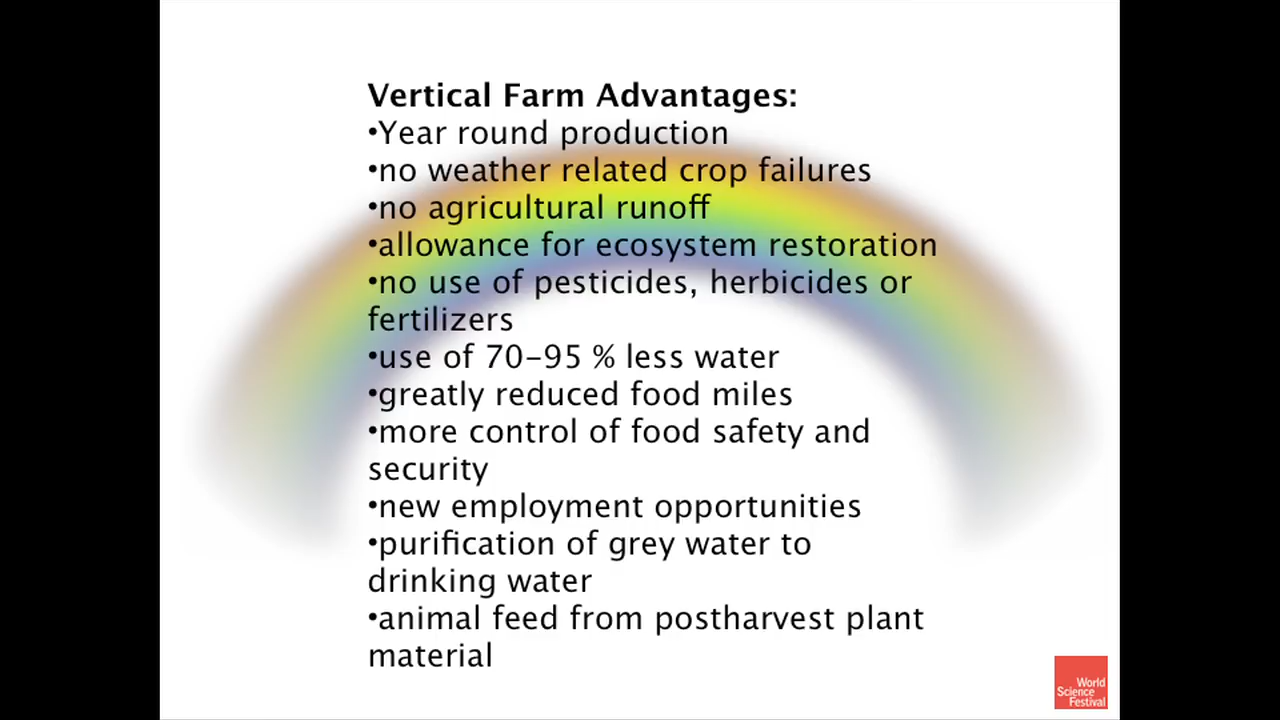 Vertical Farm Advantages:
•Year round production
•no weather related crop failures
•no agricultural runoff
•allowance for ecosystem restoration
•no use of pesticides, herbicides or
fertilizers
•use of 70–95 % less water
•greatly reduced food miles
•more control of food safety and
security
•new employment opportunities
•purification of grey water to
drinking water
•animal feed from postharvest plant
material
World
Science
Festival